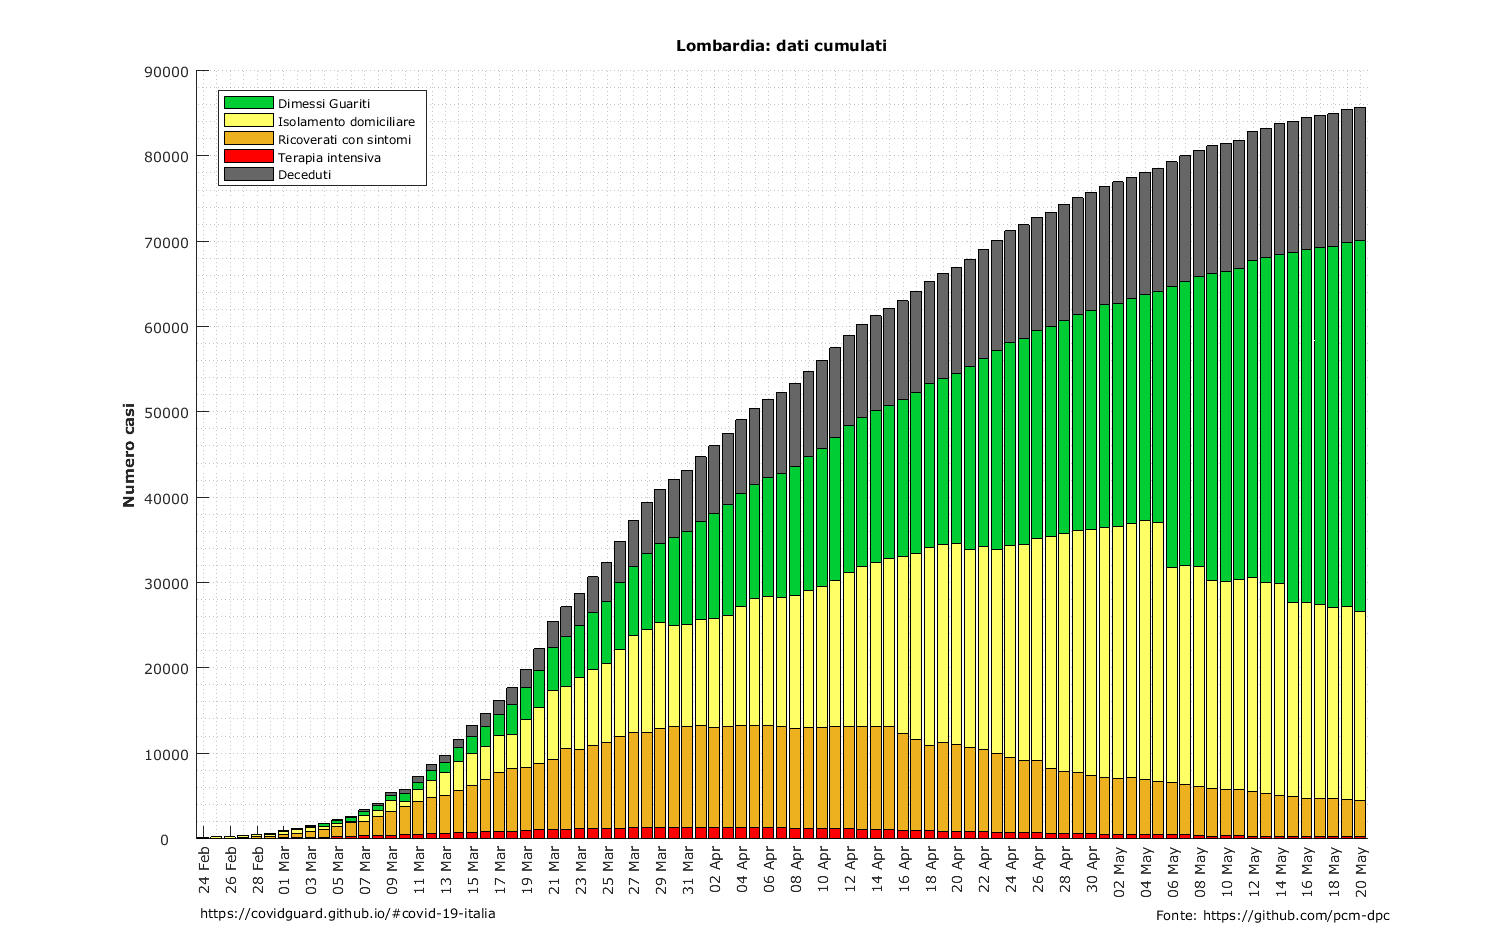 Lombardia: dati cumulati
90000
80000
70000
60000
50000
40000
30000
20000
10000
0
Numero casi
Dimessi Guariti
Isolamento domiciliare
Ricoverati con sintomi
Terapia intensiva
Deceduti
24 Feb
26 Feb
28 Feb
01 Mar
03 Mar
05 Mar
07 Mar
09 Mar
11 Mar
13 Mar
15 Mar
17 Mar
19 Mar
21 Mar
23 Mar
25 Mar
27 Mar
29 Mar
31 Mar
02 Apr
04 Apr
06 Apr
08 Apr
10 Apr
12 Apr
14 Apr
16 Apr
18 Apr
20 Apr
22 Apr
24 Apr
26 Apr
28 Apr
30 Apr
02 May
04 May
06 May
08 May
10 May
12 May
14 May
16 May
18 May
20 May
https://covidguard.github.io/#covid-19-italia
Fonte: https://github.com/pcm-dpc